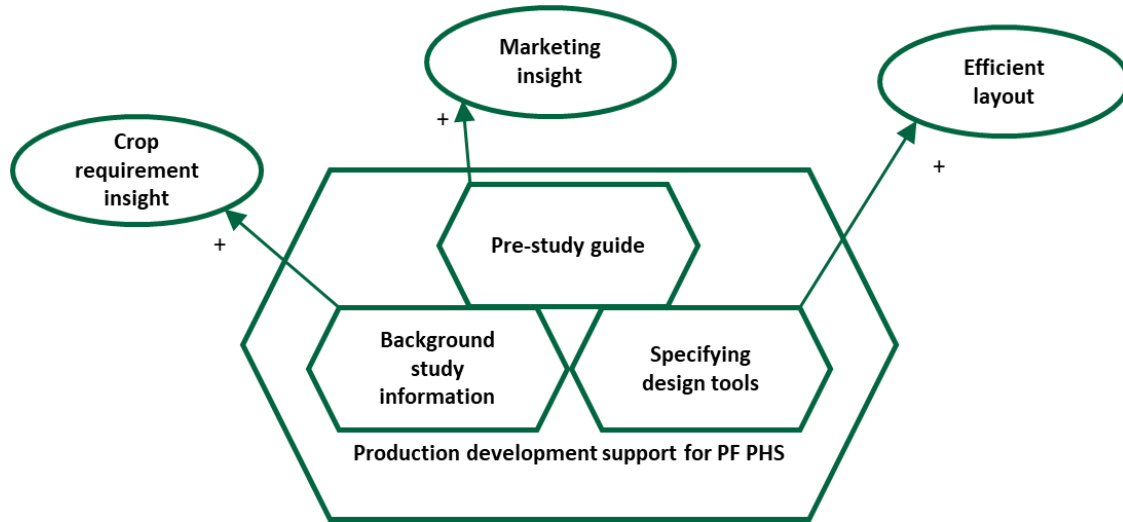 Marketing
insight
Efficient
layout
+
+
Crop
requirement
insight
+
Pre-study guide
Background
study
information
Specifying
design tools
Production development support for PF PHS